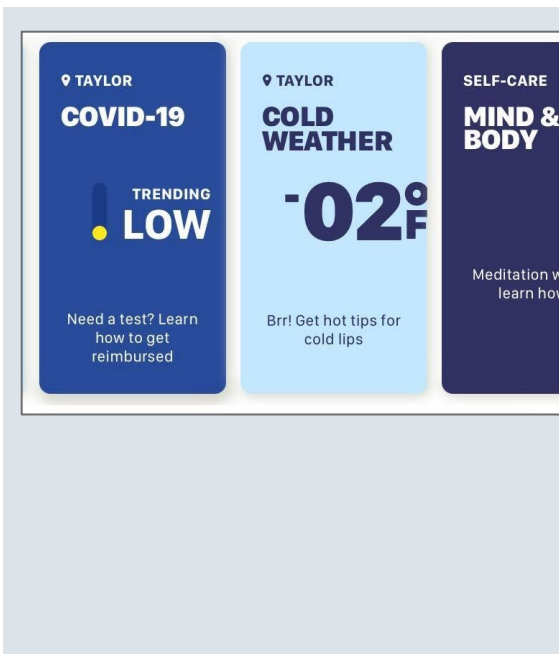 TAYLOR
COVID-19
TRENDING
LOW
Need a test? Learn
how to get
reimbursed
TAYLOR
COLD
WEATHER
-02°F
Brr! Get hot tips for
cold lips
SELF-CARE
MIND &
BODY
Meditation
learn how